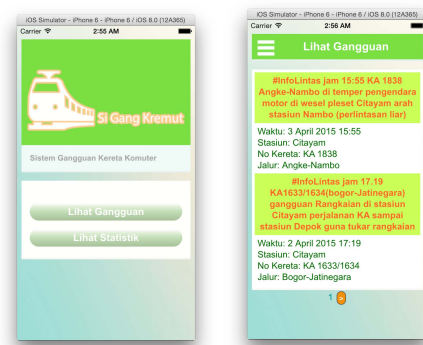 iOS Simulator - iPhone 6 - iPhone 6 / iOS 8.0 (12A365)
Carrier 2:55 AM
Si Gang Kremut
Sistem Gangguan Kereta Komuter
Lihat Gangguan
Lihat Statistik
iOS Simulator - iPhone 6 - iPhone 6 / iOS 8.0 (12A365)
Carrier 2:56 AM
Lihat Gangguan
#InfoLintas jam 15:55 KA 1838
Angke-Nambo di temper pengendara
motor di wesel pleset Citayam arah
stasiun Nambo (perlintasan liar)
Waktu: 3 April 2015 15:55
Stasiun: Citayam
No Kereta: KA 1838
Jalur: Angke-Nambo
#InfoLintas jam 17.19
KA1633/1634(bogor-Jatinegara)
gangguan Rangkaian di stasiun
Citayam perjalanan KA sampai
stasiun Depok guna tukar rangkaian
Waktu: 2 April 2015 17:19
Stasiun: Citayam
No Kereta: KA 1633/1634
Jalur: Bogor-Jatinegara
1 >